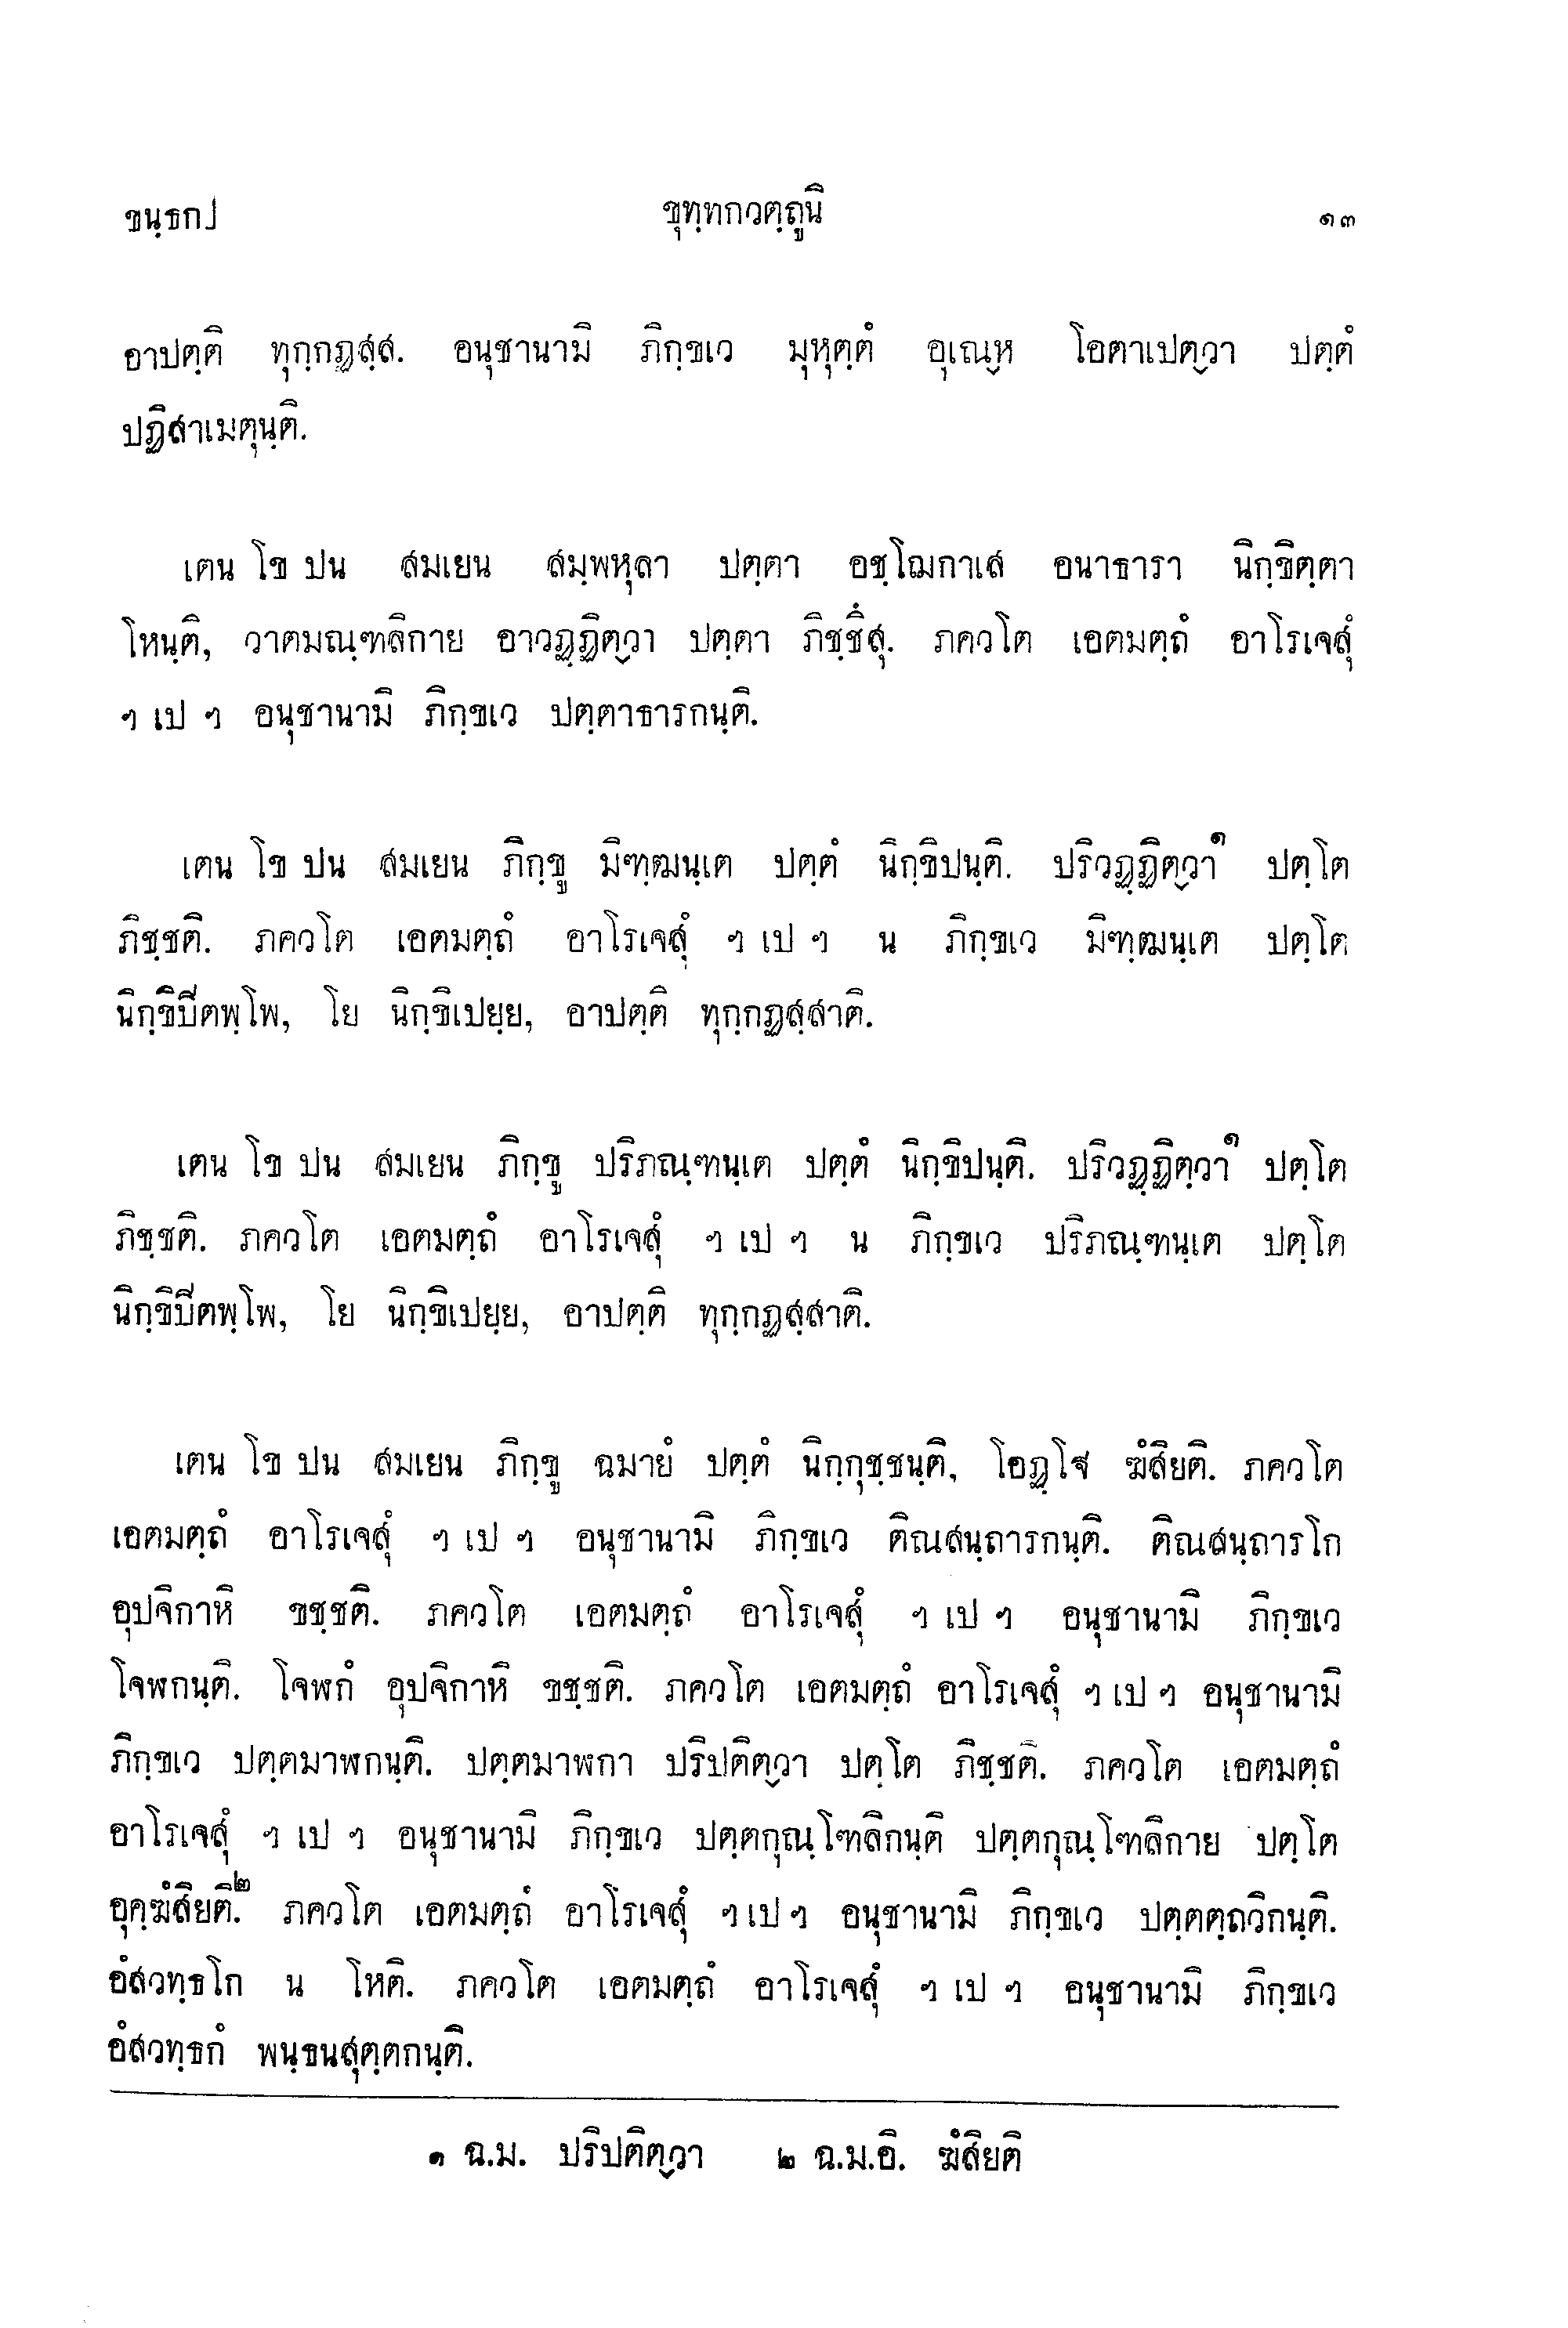 ขนฺธก] ขุทฺทกวตฺถูนิ ๑๓
อาปตฺติ ทุกฺกฏสฺส. อนุชานามิ ภิกฺขเว มุหุตฺตํ อุเณฺห โอตาเปตฺวา ปตฺตํ
ปฏิสาเมตุนฺติ.
เตน โข ปน สมเยน สมฺพหุลา ปตฺตา อชฺโฌกาเส อนาธารา นิกฺขิตฺตา
โหนฺติ, วาตมณฺฑลิกาย อาวฏฺฏิตฺวา ปตฺตา ภิชฺชึสุ. ภควโต เอตมตฺถํ อาโรเจสุํ
ฯ เป ฯ อนุชานามิ ภิกฺขเว ปตฺตาธารกนฺติ.
เตน โข ปน สมเยน ภิกฺขู มิฑฺฒนฺเต ปตฺตํ นิกฺขิปนฺติ. ปริวฏฺฏิตฺวา๑ ปตฺโต
ภิชฺชติ. ภควโต เอตมตฺถํ อาโรเจสุํ ฯ เป ฯ น ภิกฺขเว มิฑฺฒนฺเต ปตฺโต
นิกฺขิปิตพฺโพ, โย นิกฺขิเปยฺย, อาปตฺติ ทุกฺกฏสฺสาติ.
เตน โข ปน สมเยน ภิกฺขู ปริภณฺฑนฺเต ปตฺตํ นิกฺขิปนฺติ. ปริวฏฺฏิตฺวา๑ ปตฺโต
ภิชฺชติ. ภควโต เอตมตฺถํ อาโรเจสุํ ฯ เป ฯ น ภิกฺขเว ปริภณฺฑนฺเต ปตฺโต
นิกฺขิปิตพฺโพ, โย นิกฺขิเปยฺย, อาปตฺติ ทุกฺกฏสฺสาติ.
เตน โข ปน สมเยน ภิกฺขู ฉมายํ ปตฺตํ นิกฺกุชฺชนฺติ, โอฏฺโฐ ฆํสิยติ. ภควโต
เอตมตฺถํ อาโรเจสุํ ฯ เป ฯ อนุชานามิ ภิกฺขเว ติณสนฺถารกนฺติ. ติณสนฺถารโก
อุปจิกาหิ ขชฺชติ. ภควโต เอตมตฺถํ อาโรเจสุํ ฯ เป ฯ อนุชานามิ ภิกฺขเว
โจฬกนฺติ. โจฬกํ อุปจิกาหิ ขชฺชติ. ภควโต เอตมตฺถํ อาโรเจสุํ ฯ เป ฯ อนุชานามิ
ภิกฺขเว ปตฺตมาฬกนฺติ. ปตฺตมาฬกา ปริปติตฺวา ปตฺโต ภิชฺชติ. ภควโต เอตมตฺถํ
อาโรเจสุํ ฯ เป ฯ อนุชานามิ ภิกฺขเว ปตฺตกุณฺโฑลิกนฺติ ปตฺตกุณฺโฑลิกาย ปตฺโต
อุคฺฆํสิยติ.๒ ภควโต เอตมตฺถํ อาโรเจสุํ ฯ เป ฯ อนุชานามิ ภิกฺขเว ปตฺตตฺถวิกนฺติ.
อํสวทฺธโก น โหติ. ภควโต เอตมตฺถํ อาโรเจสุํ ฯ เป ฯ อนุชานามิ ภิกฺขเว
อํสวทฺธกํ พนฺธนสุตฺตกนฺติ.
๑ ฉ.ม. ปริปติตฺวา ๒ ฉ.ม.อิ. ฆํสิยติ